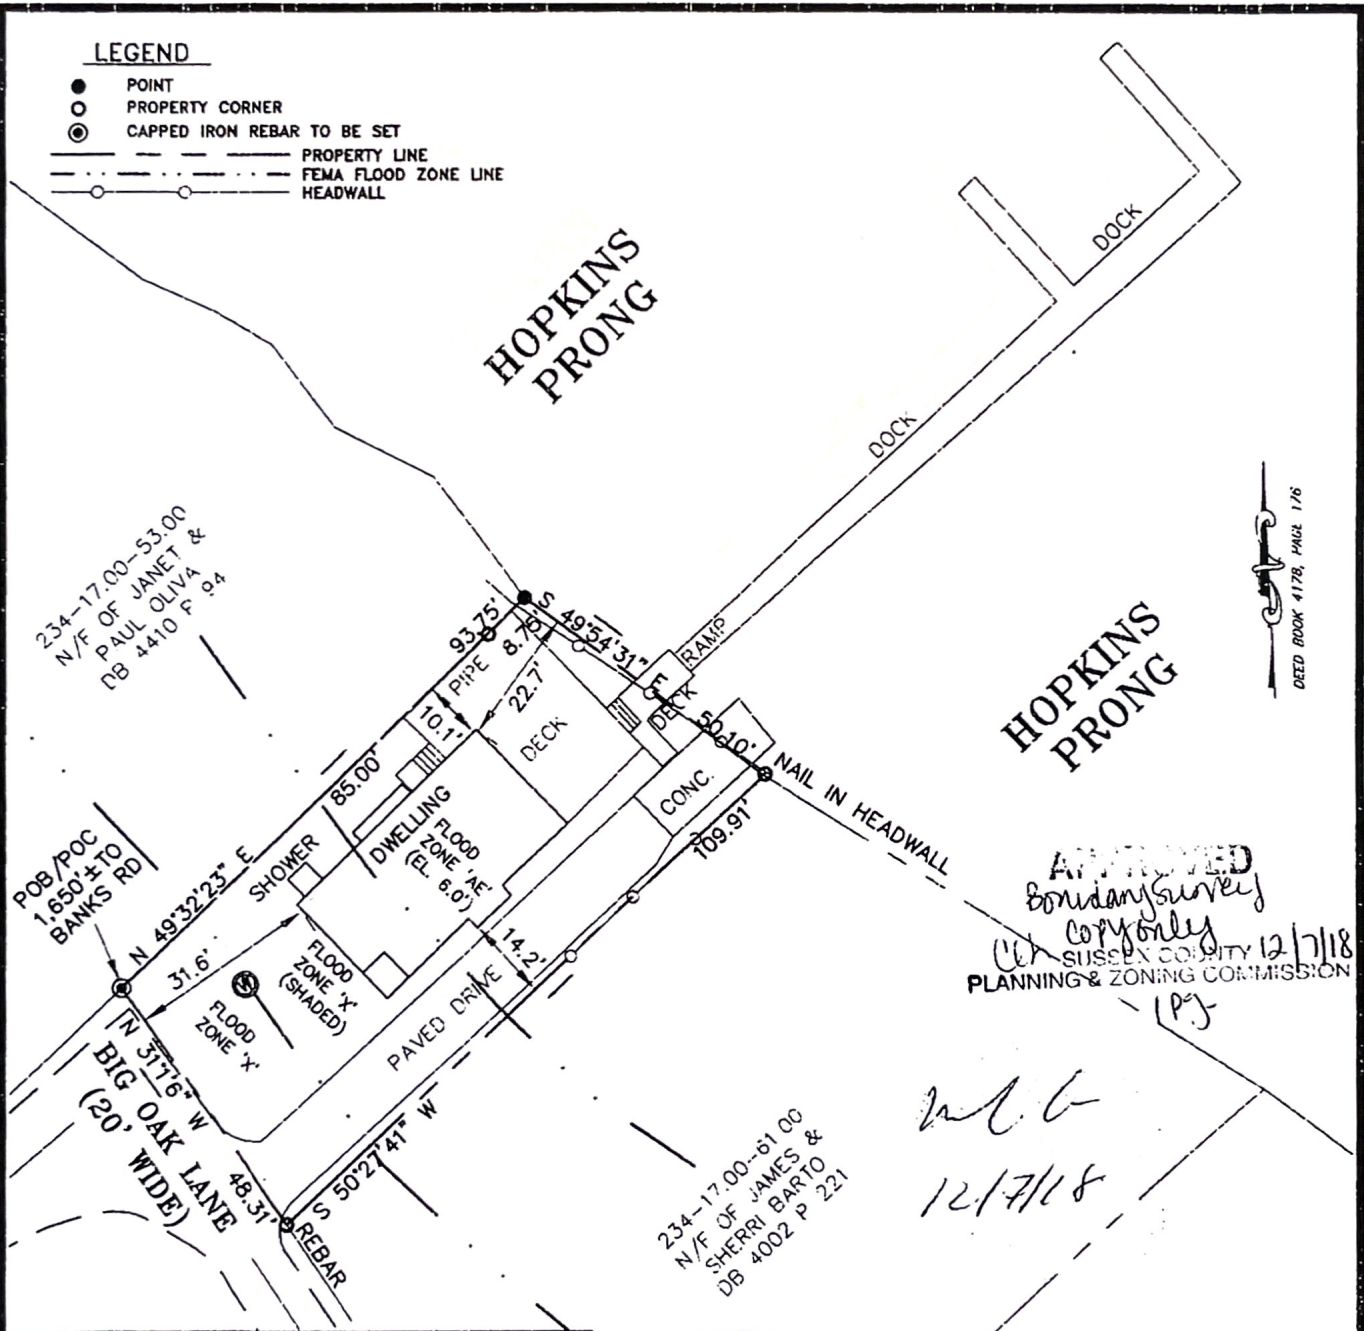 LEGEND
POINT
PROPERTY CORNER
CAPPED IRON REBAR TO BE SET
PROPERTY LINE
FEMA FLOOD ZONE LINE
HEADWALL
HOPKINS
PRONG
DOCK
DOCK
DEED BOOK 4178, PAGE 176
234-17.00-53.00
N/F OF JANET &
PAUL OLIVA
DB 4410 P 94
93.75'
PIPE
8.75'
S 49°54'31" E
50.10'
RAMP
DECK
22.7'
10.1'
DECK
HOPKINS
PRONG
NAIL IN HEADWALL
CONC.
109.91'
85.00'
N 49°32'23" E
SHOWER
DWELLING
FLOOD
ZONE 'AE'
(EL. 6.0')
POB/POC
1,650'± TO
BANKS RD
31.6'
FLOOD
ZONE 'X'
(SHADED)
FLOOD
ZONE 'X'
14.2'
PAVED DRIVE
APPROVED
Boundary Survey
copy only
SUSSEX COUNTY 12/7/18
PLANNING & ZONING COMMISSION
1 pg
N 31°1'6" W
48.31'
BIG OAK LANE
(20' WIDE)
S 50°27'41" W
REBAR
234-17.00-61.00
N/F OF JAMES &
SHERRI BARTO
DB 4002 P 221
12/7/18